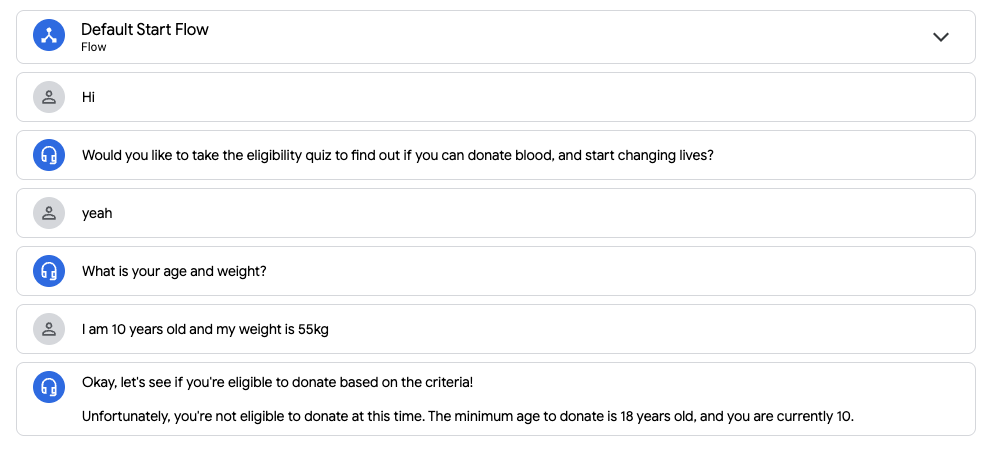 Default Start Flow
Flow
Hi
Would you like to take the eligibility quiz to find out if you can donate blood, and start changing lives?
yeah
What is your age and weight?
I am 10 years old and my weight is 55kg
Okay, let's see if you're eligible to donate based on the criteria!
Unfortunately, you're not eligible to donate at this time. The minimum age to donate is 18 years old, and you are currently 10.